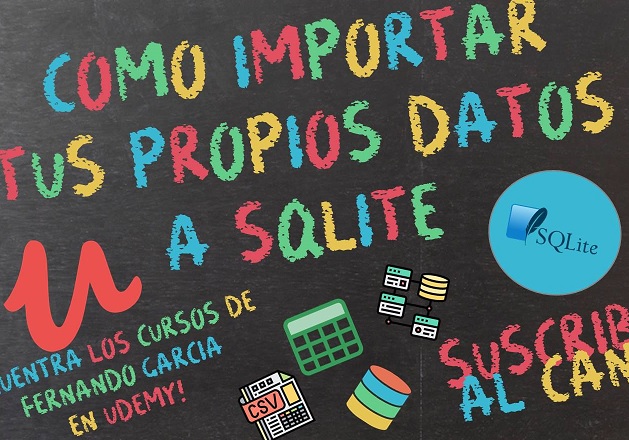 COMO IMPORTAR
TUS PROPIOS DATOS
A SQLITE
SQLite
UENTRA LOS CURSOS DE
FERNANDO GARCIA
EN UDEMY!
CSV
SUSCRIB
AL CAN